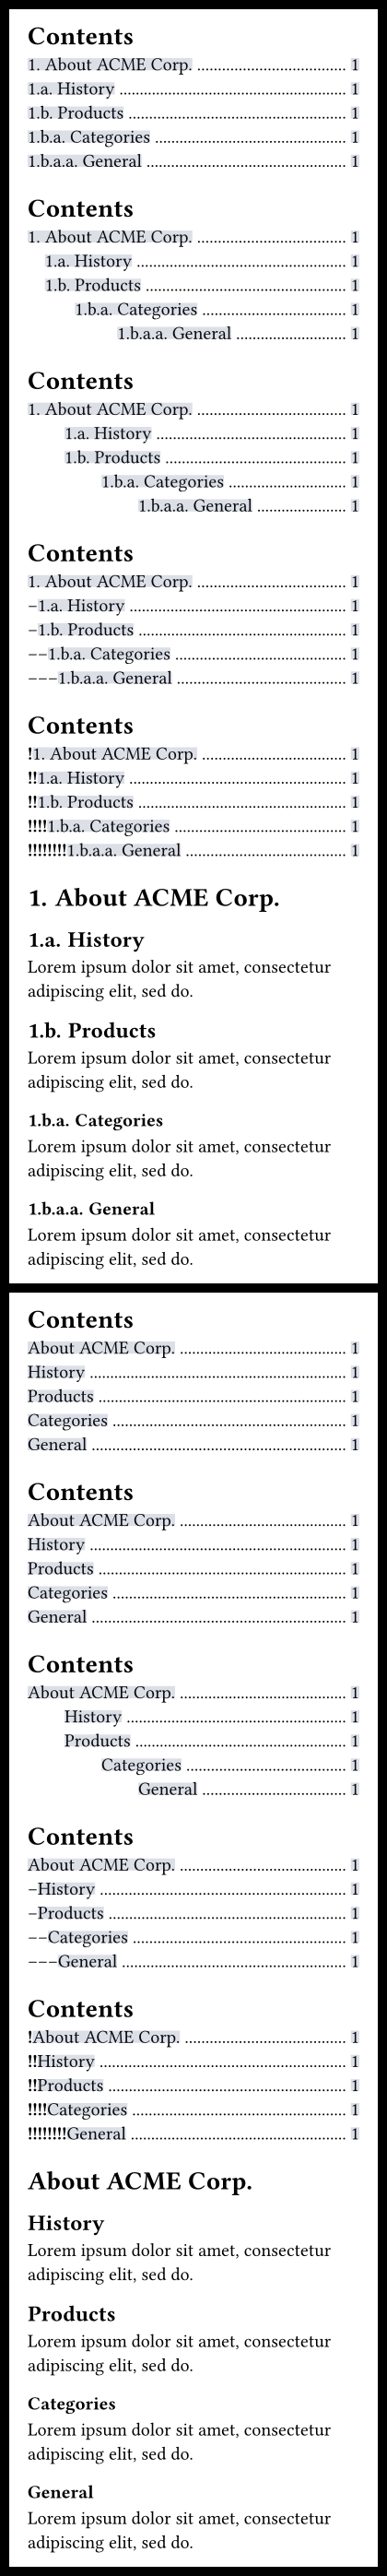 Contents
1. About ACME Corp. ................................ 1
1.a. History ................................ 1
1.b. Products ................................ 1
1.b.a. Categories ................................ 1
1.b.a.a. General ................................ 1
Contents
1. About ACME Corp. ................................ 1
1.a. History ................................ 1
1.b. Products ................................ 1
1.b.a. Categories ................................ 1
1.b.a.a. General ................................ 1
Contents
1. About ACME Corp. ................................ 1
1.a. History ................................ 1
1.b. Products ................................ 1
1.b.a. Categories ................................ 1
1.b.a.a. General ................................ 1
Contents
1. About ACME Corp. ................................ 1
–1.a. History ................................ 1
–1.b. Products ................................ 1
––1.b.a. Categories ................................ 1
–––1.b.a.a. General ................................ 1
Contents
!1. About ACME Corp. ................................ 1
!!1.a. History ................................ 1
!!1.b. Products ................................ 1
!!!!1.b.a. Categories ................................ 1
!!!!!!!!1.b.a.a. General ................................ 1
1. About ACME Corp.
1.a. History
Lorem ipsum dolor sit amet, consectetur
adipiscing elit, sed do.
1.b. Products
Lorem ipsum dolor sit amet, consectetur
adipiscing elit, sed do.
1.b.a. Categories
Lorem ipsum dolor sit amet, consectetur
adipiscing elit, sed do.
1.b.a.a. General
Lorem ipsum dolor sit amet, consectetur
adipiscing elit, sed do.
Contents
About ACME Corp. ................................ 1
History ................................ 1
Products ................................ 1
Categories ................................ 1
General ................................ 1
Contents
About ACME Corp. ................................ 1
History ................................ 1
Products ................................ 1
Categories ................................ 1
General ................................ 1
Contents
About ACME Corp. ................................ 1
History ................................ 1
Products ................................ 1
Categories ................................ 1
General ................................ 1
Contents
About ACME Corp. ................................ 1
–History ................................ 1
–Products ................................ 1
––Categories ................................ 1
–––General ................................ 1
Contents
!About ACME Corp. ................................ 1
!!History ................................ 1
!!Products ................................ 1
!!!!Categories ................................ 1
!!!!!!!!General ................................ 1
About ACME Corp.
History
Lorem ipsum dolor sit amet, consectetur
adipiscing elit, sed do.
Products
Lorem ipsum dolor sit amet, consectetur
adipiscing elit, sed do.
Categories
Lorem ipsum dolor sit amet, consectetur
adipiscing elit, sed do.
General
Lorem ipsum dolor sit amet, consectetur
adipiscing elit, sed do.